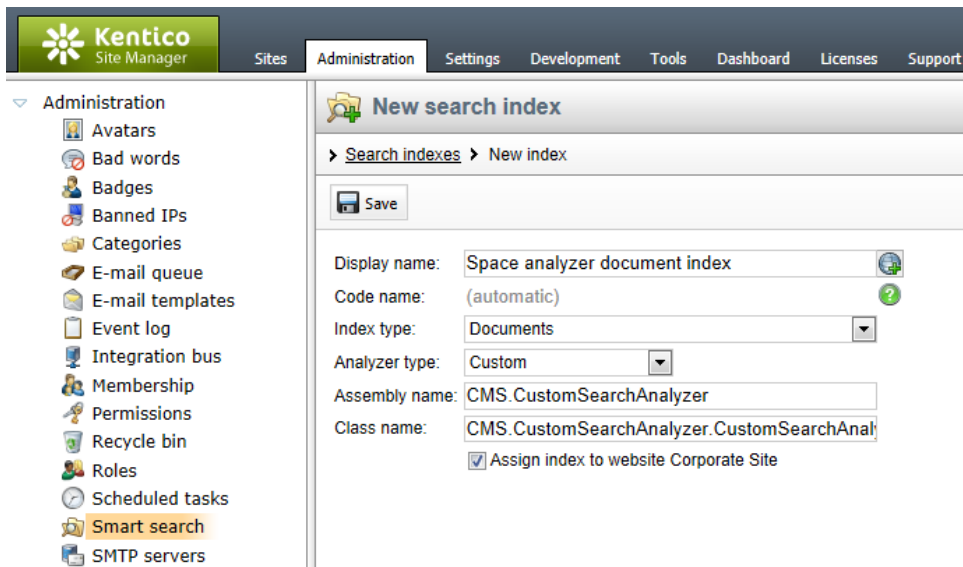 Kentico
Site Manager
Sites Administration Settings Development Tools Dashboard Licenses Support
Administration
Avatars
Bad words
Badges
Banned IPs
Categories
E-mail queue
E-mail templates
Event log
Integration bus
Membership
Permissions
Recycle bin
Roles
Scheduled tasks
Smart search
SMTP servers
New search index
Search indexes New index
Save
Display name: Space analyzer document index
Code name: (automatic)
Index type: Documents
Analyzer type: Custom
Assembly name: CMS.CustomSearchAnalyzer
Class name: CMS.CustomSearchAnalyzer.CustomSearchAnaly
Assign index to website Corporate Site